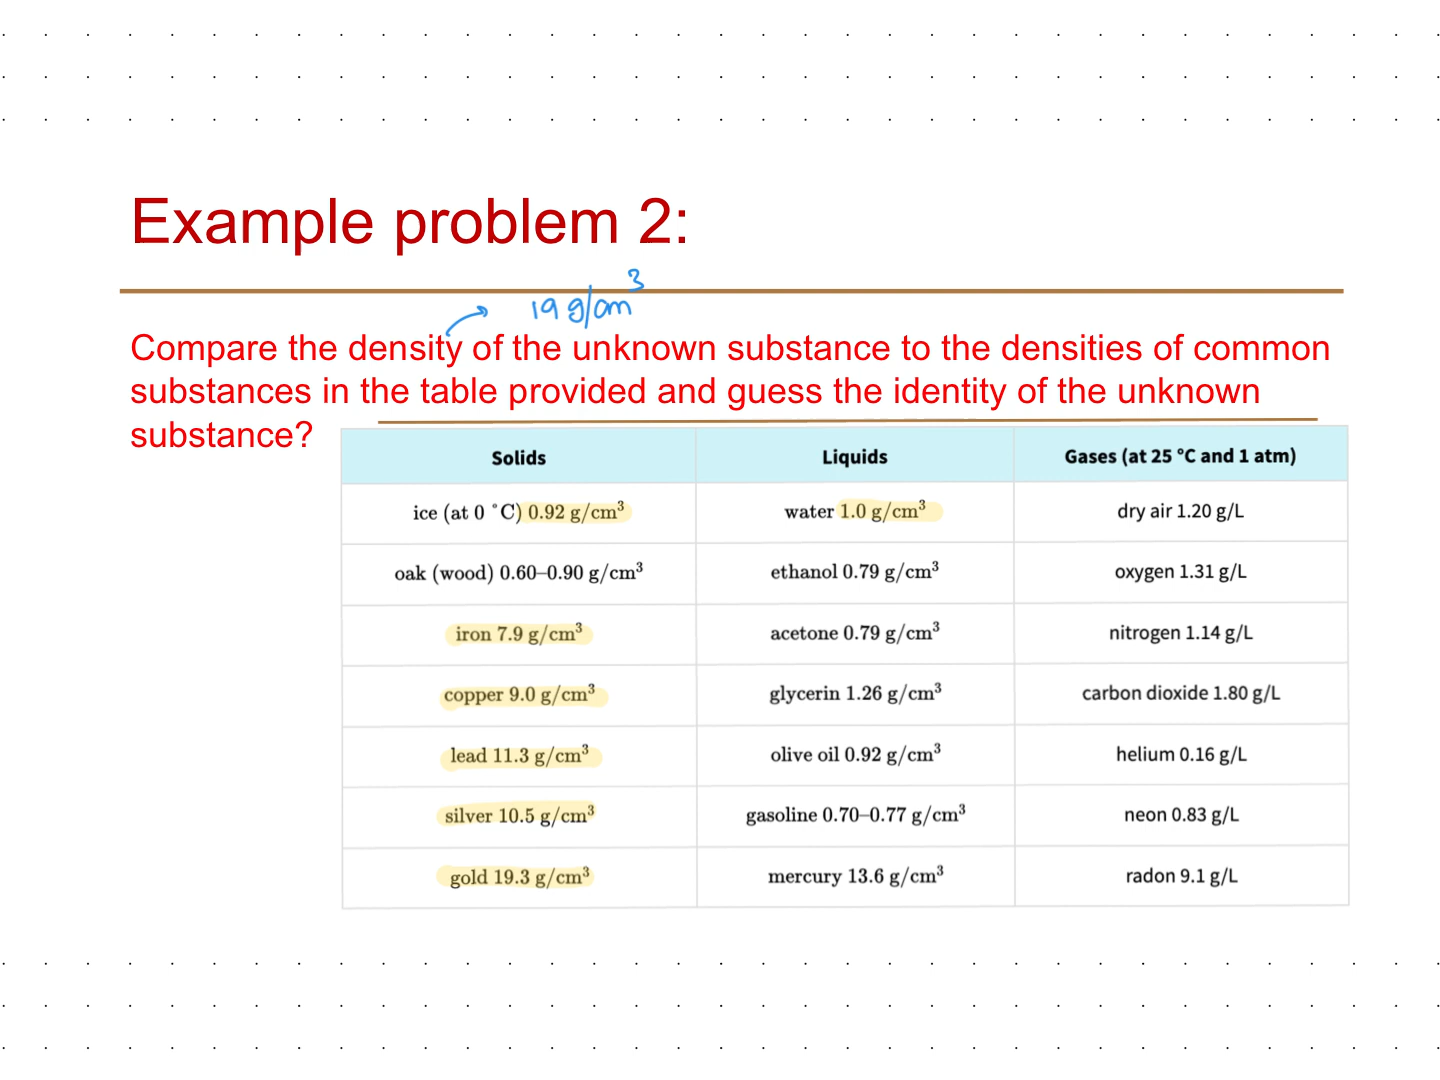 Example problem 2:
19 g/cm³
Compare the density of the unknown substance to the densities of common
substances in the table provided and guess the identity of the unknown
substance?
Solids Liquids Gases (at 25 °C and 1 atm)
ice (at 0 °C) 0.92 g/cm³ water 1.0 g/cm³ dry air 1.20 g/L
oak (wood) 0.60–0.90 g/cm³ ethanol 0.79 g/cm³ oxygen 1.31 g/L
iron 7.9 g/cm³ acetone 0.79 g/cm³ nitrogen 1.14 g/L
copper 9.0 g/cm³ glycerin 1.26 g/cm³ carbon dioxide 1.80 g/L
lead 11.3 g/cm³ olive oil 0.92 g/cm³ helium 0.16 g/L
silver 10.5 g/cm³ gasoline 0.70–0.77 g/cm³ neon 0.83 g/L
gold 19.3 g/cm³ mercury 13.6 g/cm³ radon 9.1 g/L